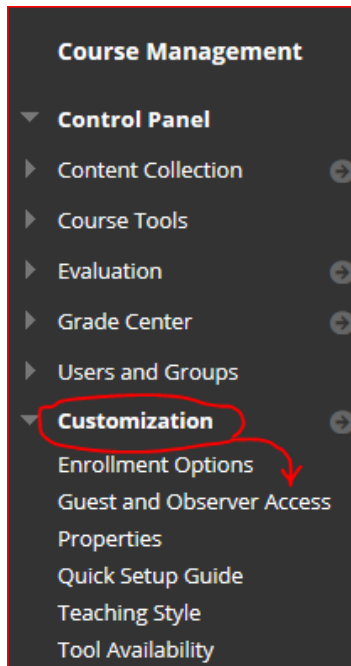 Course Management
Control Panel
Content Collection
Course Tools
Evaluation
Grade Center
Users and Groups
Customization
Enrollment Options
Guest and Observer Access
Properties
Quick Setup Guide
Teaching Style
Tool Availability